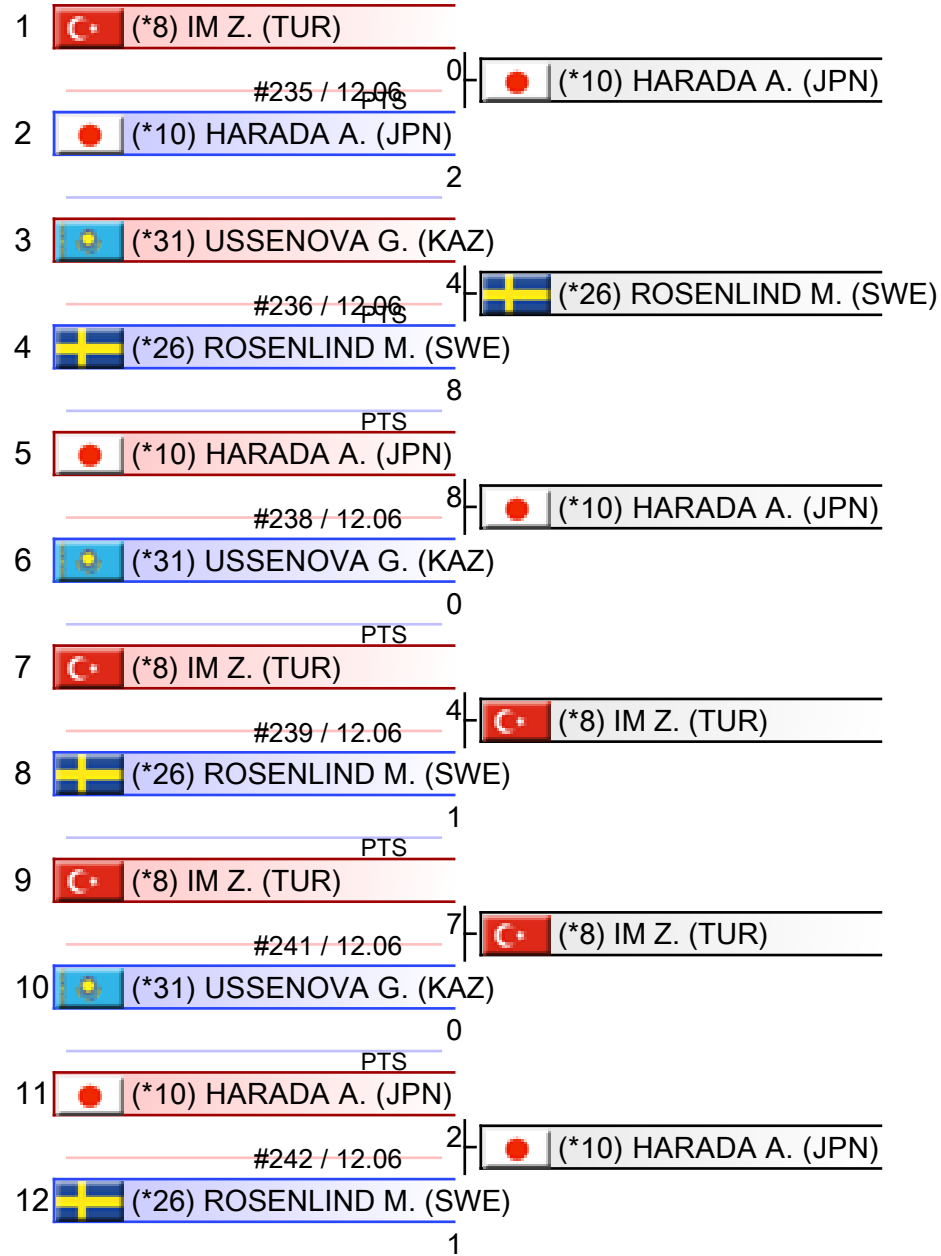 1 (*8) IM Z. (TUR)
0 (*10) HARADA A. (JPN)
#235 / 12.06
PTS
2 (*10) HARADA A. (JPN)
2
3 (*31) USSENOVA G. (KAZ)
4 (*26) ROSENLIND M. (SWE)
#236 / 12.06
PTS
4 (*26) ROSENLIND M. (SWE)
8
PTS
5 (*10) HARADA A. (JPN)
8 (*10) HARADA A. (JPN)
#238 / 12.06
6 (*31) USSENOVA G. (KAZ)
0
PTS
7 (*8) IM Z. (TUR)
4 (*8) IM Z. (TUR)
#239 / 12.06
8 (*26) ROSENLIND M. (SWE)
1
PTS
9 (*8) IM Z. (TUR)
7 (*8) IM Z. (TUR)
#241 / 12.06
10 (*31) USSENOVA G. (KAZ)
0
PTS
11 (*10) HARADA A. (JPN)
2 (*10) HARADA A. (JPN)
#242 / 12.06
12 (*26) ROSENLIND M. (SWE)
1